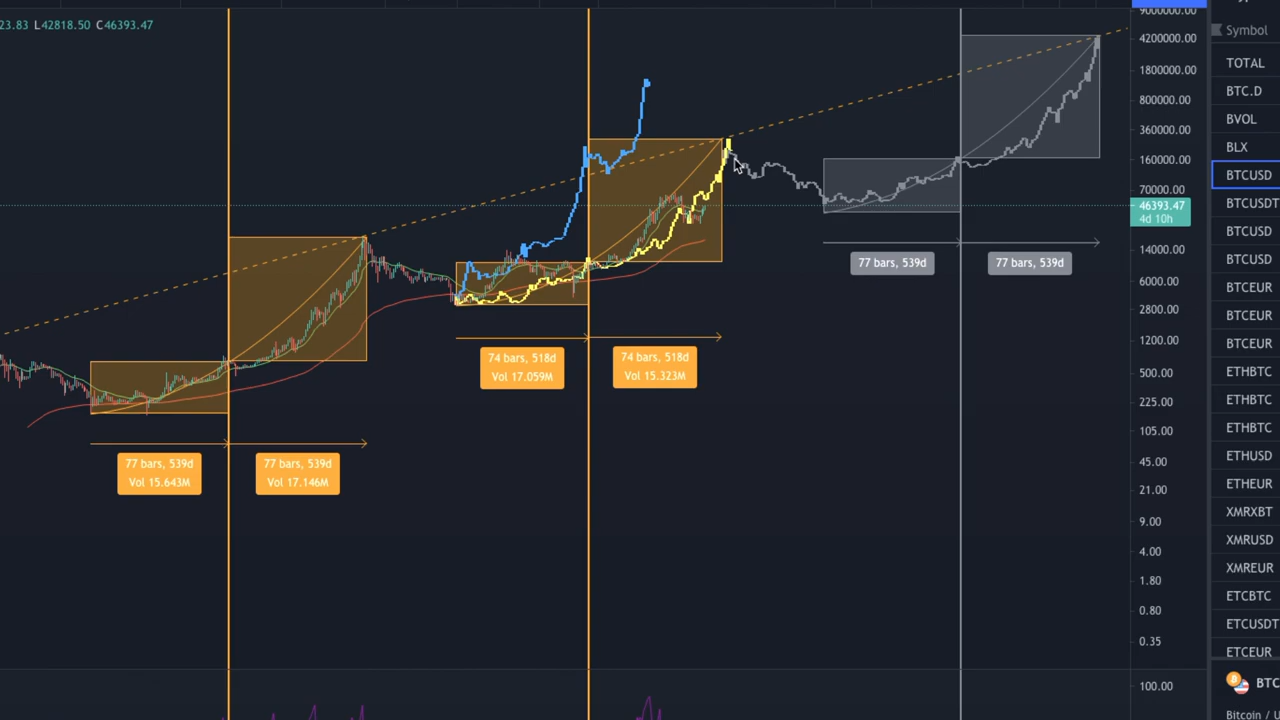 23.83 L42818.50 C46393.47
77 bars, 539d
Vol 15.643M
77 bars, 539d
Vol 17.146M
74 bars, 518d
Vol 17.059M
74 bars, 518d
Vol 15.323M
77 bars, 539d
77 bars, 539d
9000000.00
4200000.00
1800000.00
800000.00
360000.00
160000.00
70000.00
46393.47
4d 10h
14000.00
6000.00
2800.00
1200.00
500.00
225.00
105.00
45.00
21.00
9.00
4.00
1.80
0.80
0.35
100.00
Symbol
TOTAL
BTC.D
BVOL
BLX
BTCUSD
BTCUSDT
BTCUSD
BTCUSD
BTCEUR
BTCEUR
BTCEUR
ETHBTC
ETHBTC
ETHBTC
ETHUSD
ETHEUR
XMRXBT
XMRUSD
XMREUR
ETCBTC
ETCUSDT
ETCEUR
BTC
Bitcoin / U